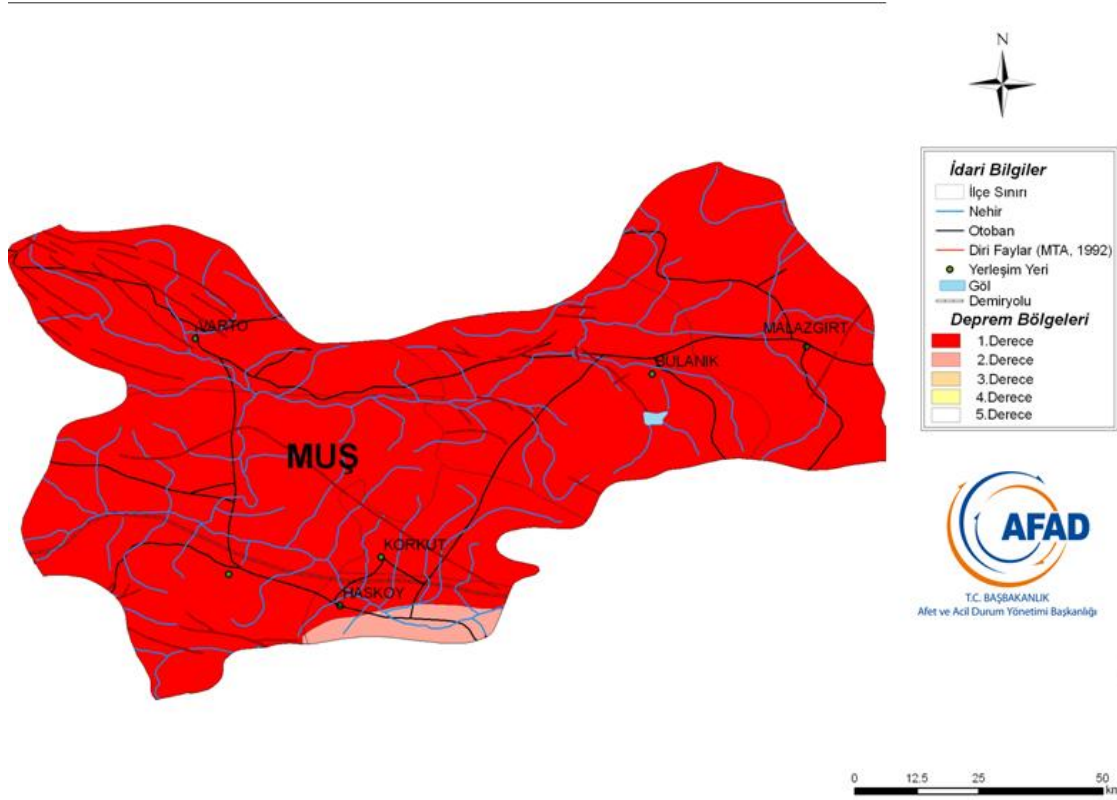 N
İdari Bilgiler
İlçe Sınırı
Nehir
Otoban
Diri Faylar (MTA, 1992)
Yerleşim Yeri
Göl
Demiryolu
Deprem Bölgeleri
1.Derece
2.Derece
3.Derece
4.Derece
5.Derece
VARTO
MALAZGİRT
BULANIK
MUŞ
KORKUT
HASKÖY
AFAD
T.C. BAŞBAKANLIK
Afet ve Acil Durum Yönetimi Başkanlığı
0 12.5 25 50
km